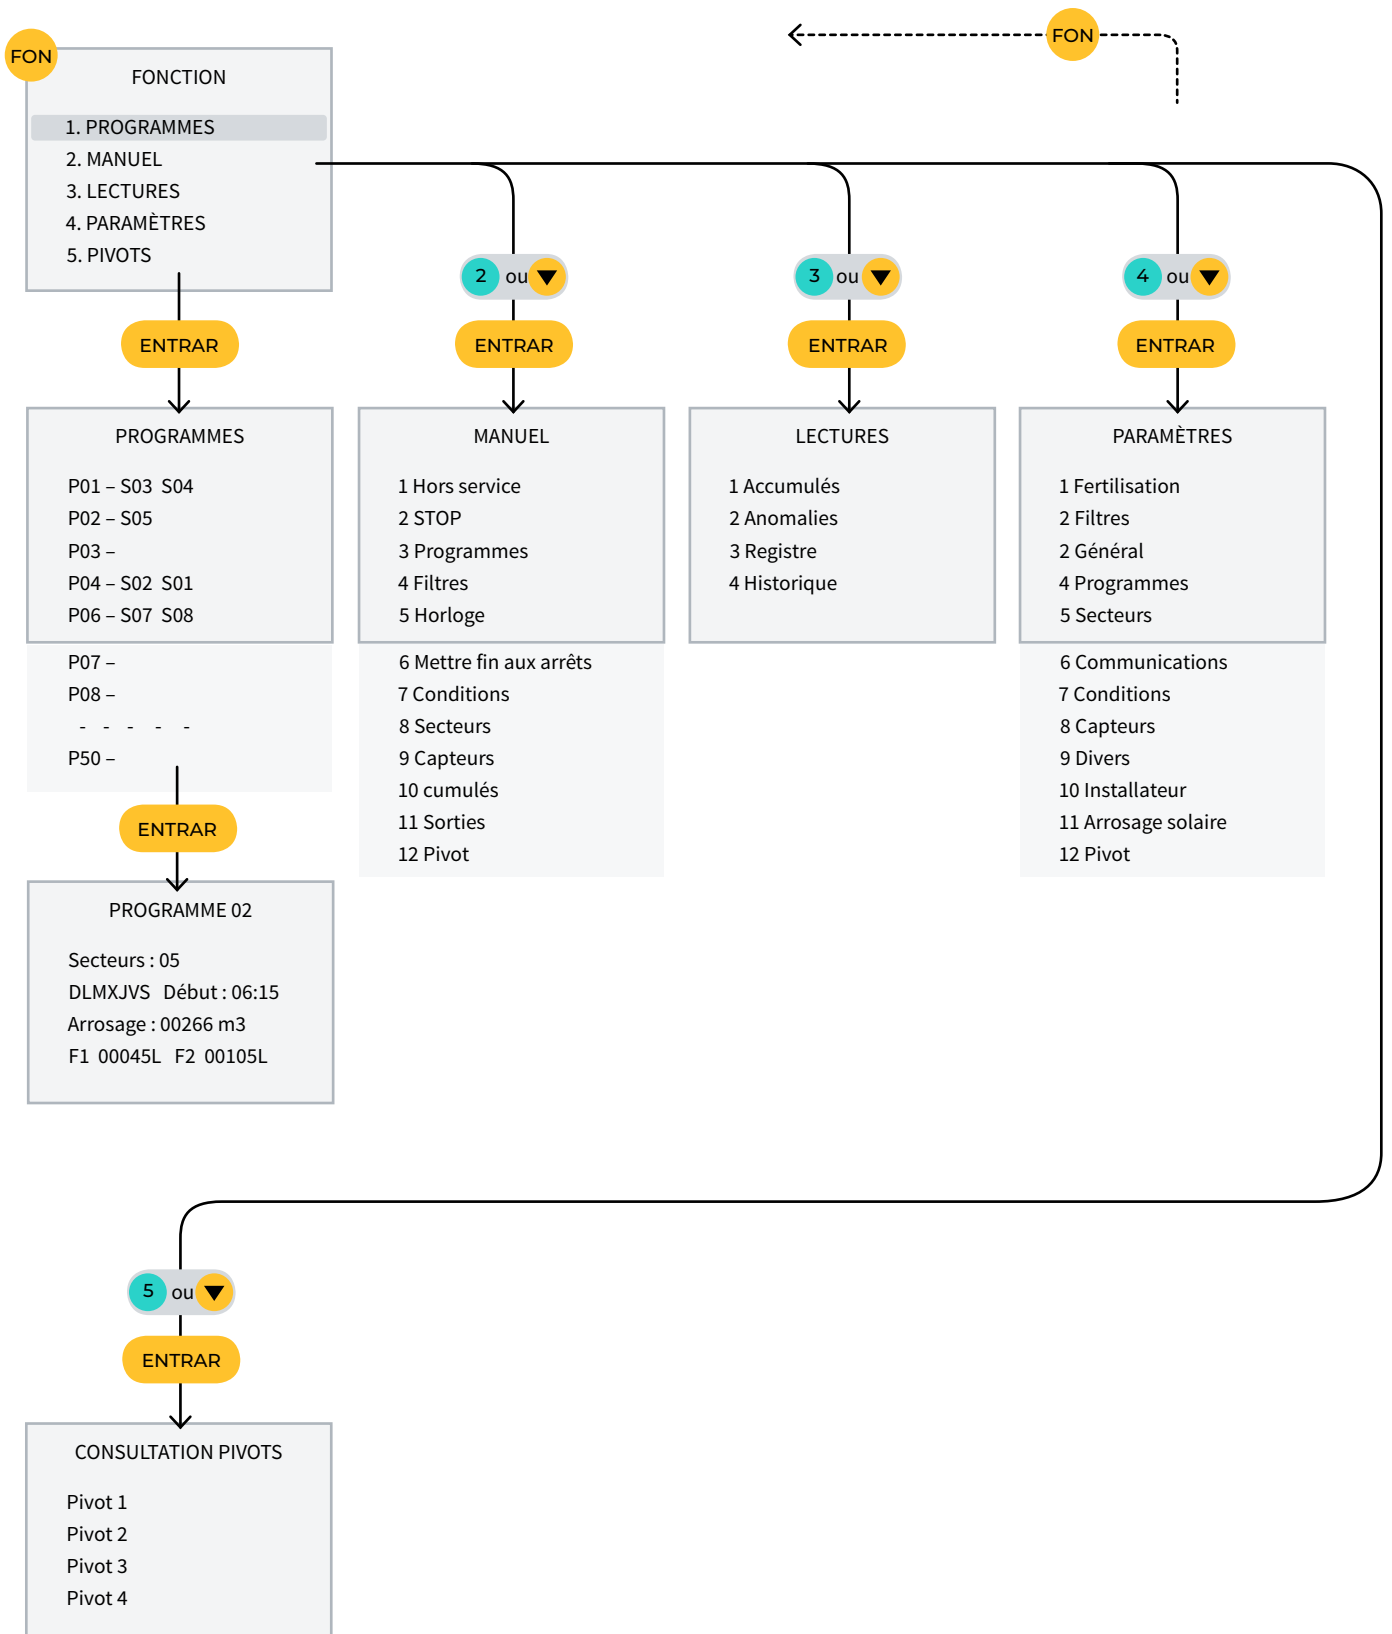 FON
FON
FONCTION
1. PROGRAMMES
2. MANUEL
3. LECTURES
4. PARAMÈTRES
5. PIVOTS
2 ou
3 ou
4 ou
ENTRAR
ENTRAR
ENTRAR
ENTRAR
PROGRAMMES
P01 – S03 S04
P02 – S05
P03 –
P04 – S02 S01
P06 – S07 S08
P07 –
P08 –
- - - - -
P50 –
MANUEL
1 Hors service
2 STOP
3 Programmes
4 Filtres
5 Horloge
6 Mettre fin aux arrêts
7 Conditions
8 Secteurs
9 Capteurs
10 cumulés
11 Sorties
12 Pivot
LECTURES
1 Accumulés
2 Anomalies
3 Registre
4 Historique
PARAMÈTRES
1 Fertilisation
2 Filtres
2 Général
4 Programmes
5 Secteurs
6 Communications
7 Conditions
8 Capteurs
9 Divers
10 Installateur
11 Arrosage solaire
12 Pivot
ENTRAR
PROGRAMME 02
Secteurs : 05
DLMXJVS Début : 06:15
Arrosage : 00266 m3
F1 00045L F2 00105L
5 ou
ENTRAR
CONSULTATION PIVOTS
Pivot 1
Pivot 2
Pivot 3
Pivot 4